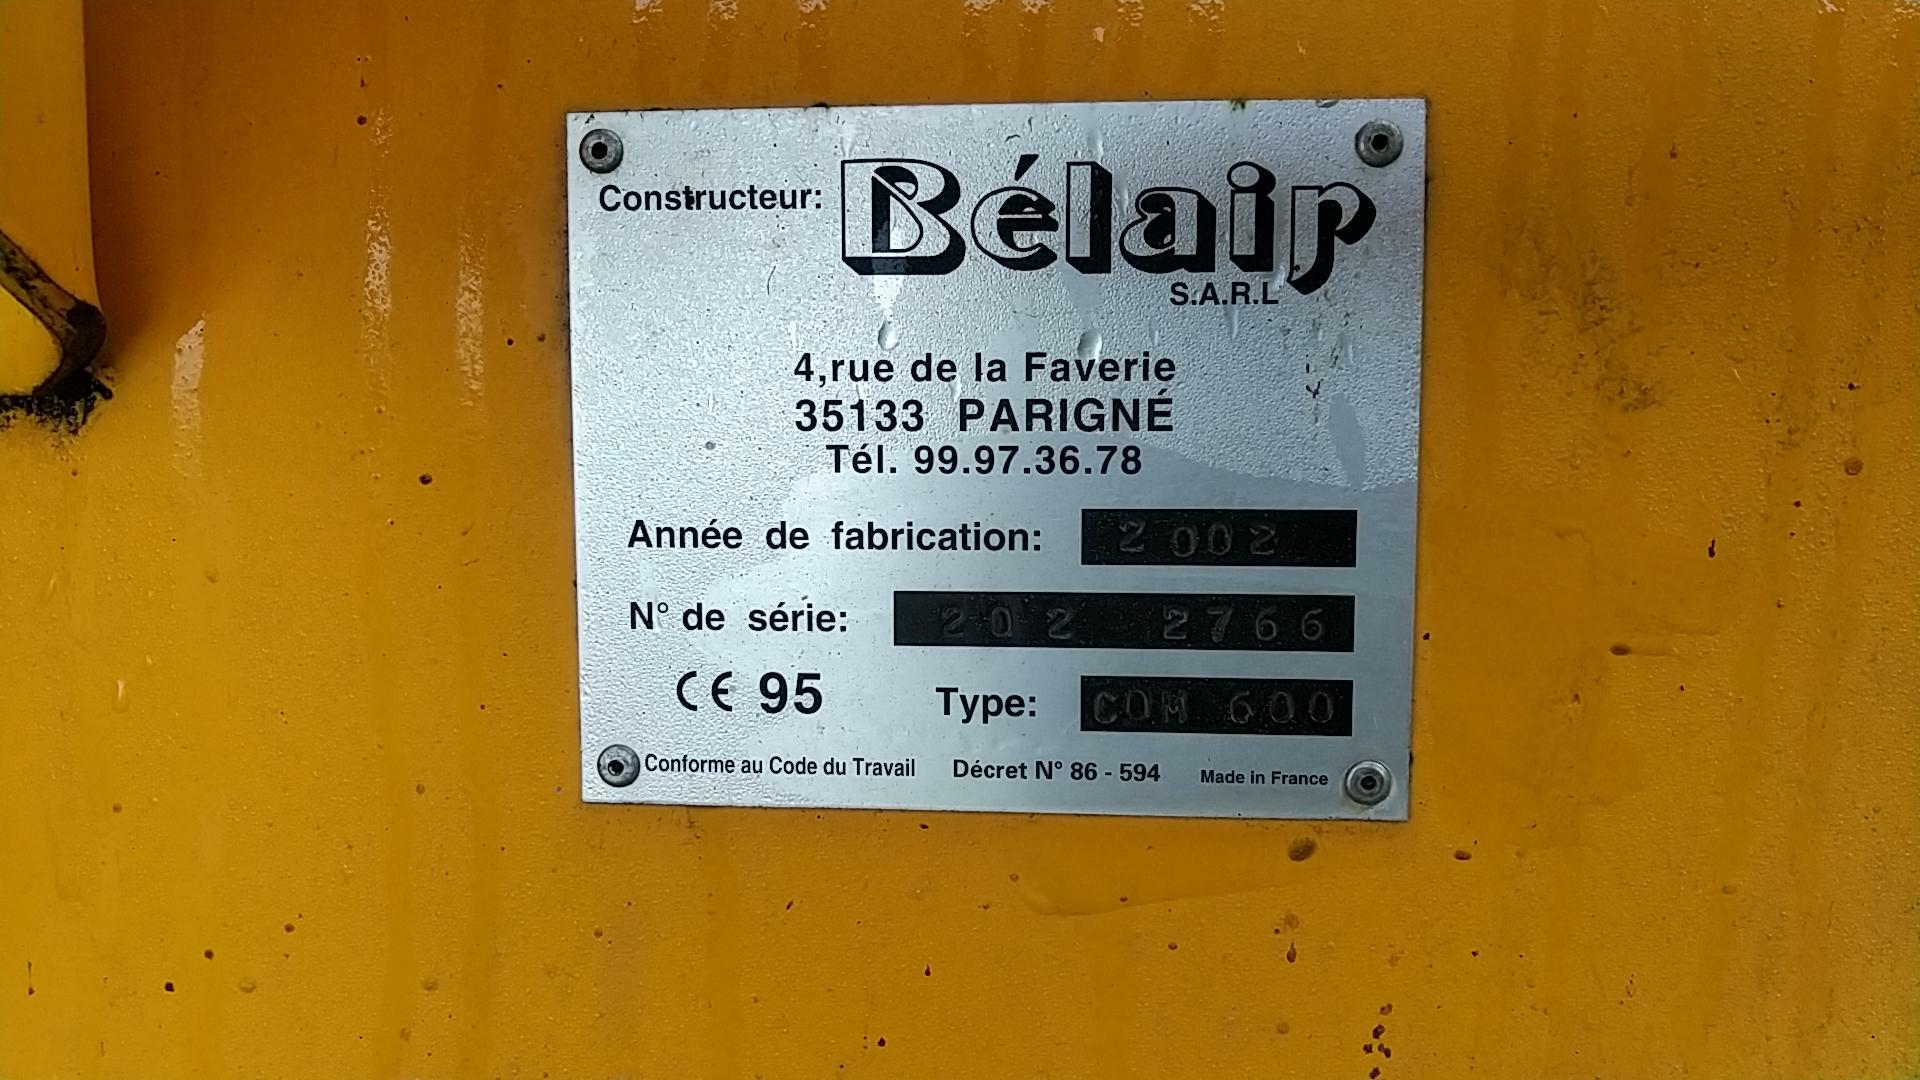 Constructeur: Bélair
S.A.R.L
4,rue de la Faverie
35133 PARIGNÉ
Tél. 99.97.36.78
Année de fabrication: 2002
N° de série: 202 2766
CE 95 Type: COM 600
Conforme au Code du Travail Décret N° 86 - 594 Made in France